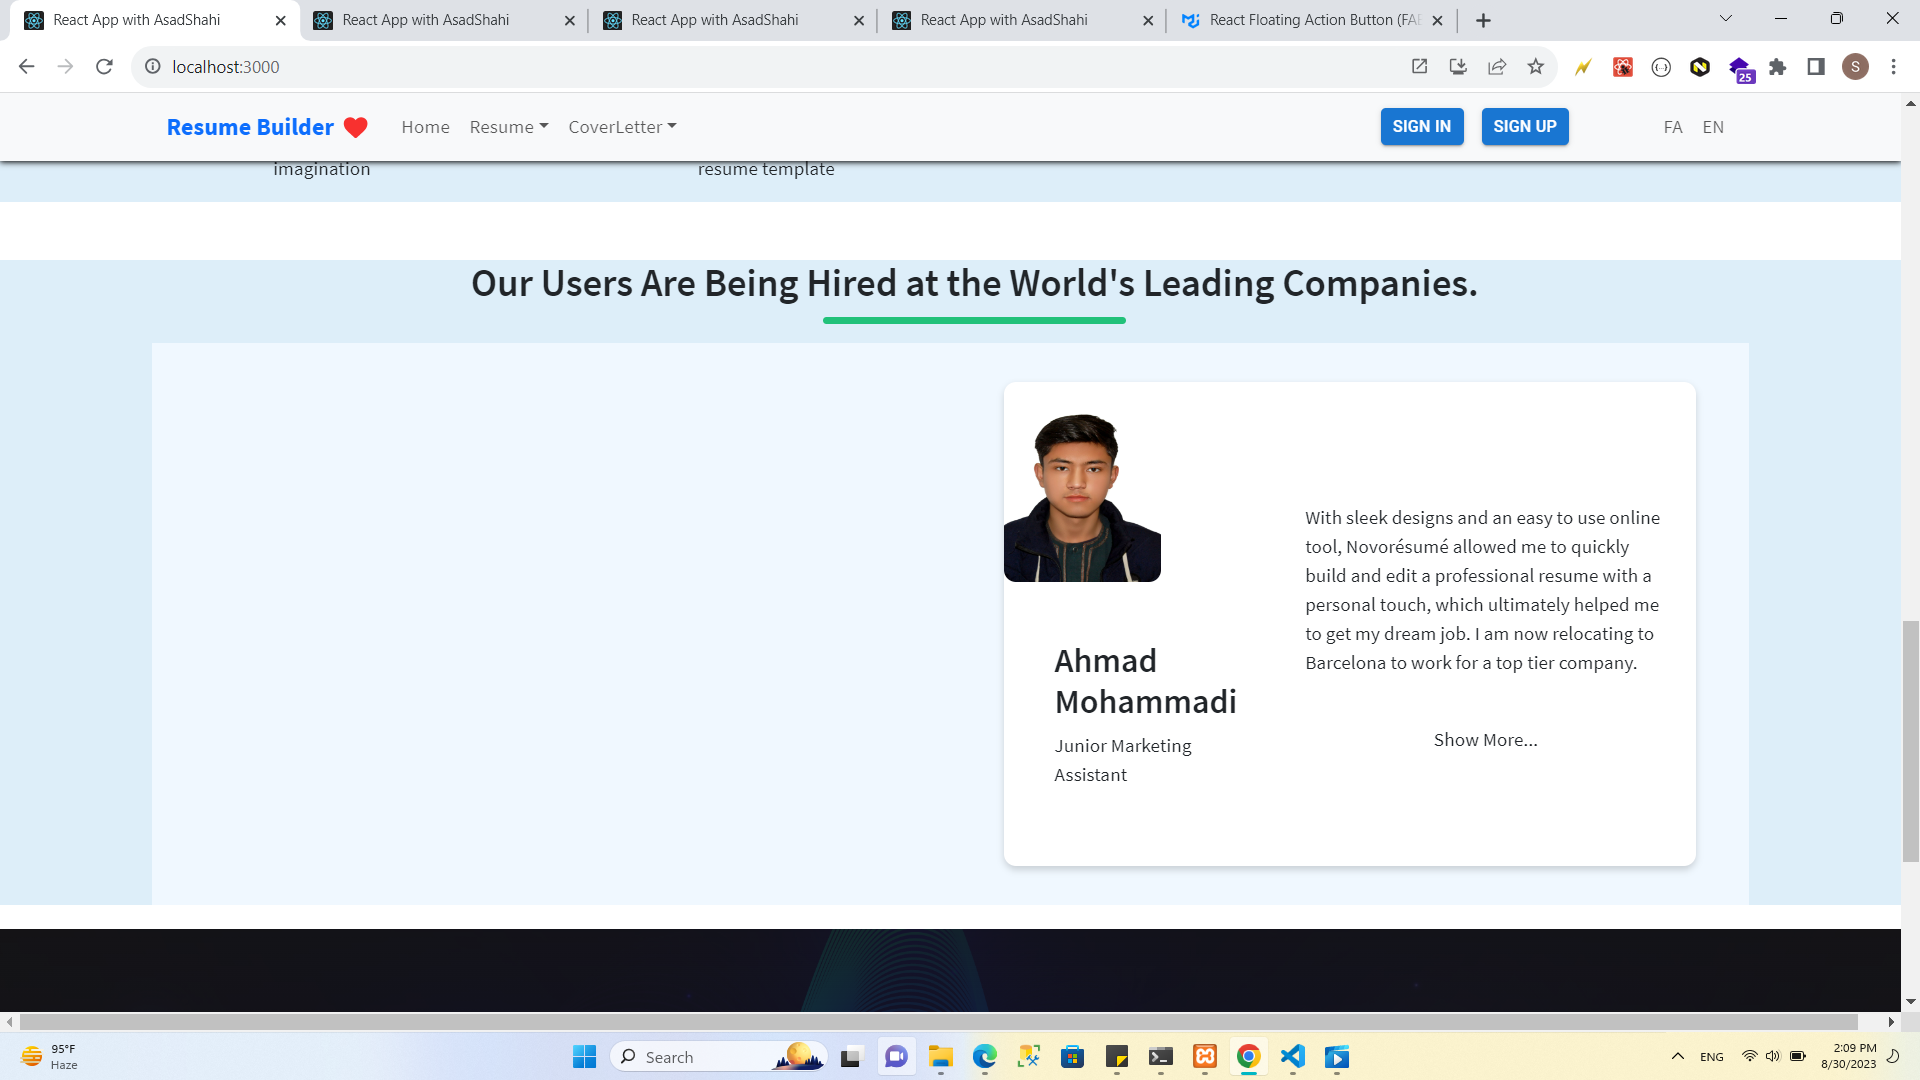 React App with AsadShahi
React App with AsadShahi
React App with AsadShahi
React App with AsadShahi
React Floating Action Button (FA
localhost:3000
25
S
Resume Builder
Home
Resume
CoverLetter
SIGN IN
SIGN UP
FA
EN
imagination
resume template
Our Users Are Being Hired at the World's Leading Companies.
With sleek designs and an easy to use online
tool, Novorésumé allowed me to quickly
build and edit a professional resume with a
personal touch, which ultimately helped me
to get my dream job. I am now relocating to
Barcelona to work for a top tier company.
Ahmad
Mohammadi
Junior Marketing
Assistant
Show More...
95°F
Haze
Search
ENG
2:09 PM
8/30/2023